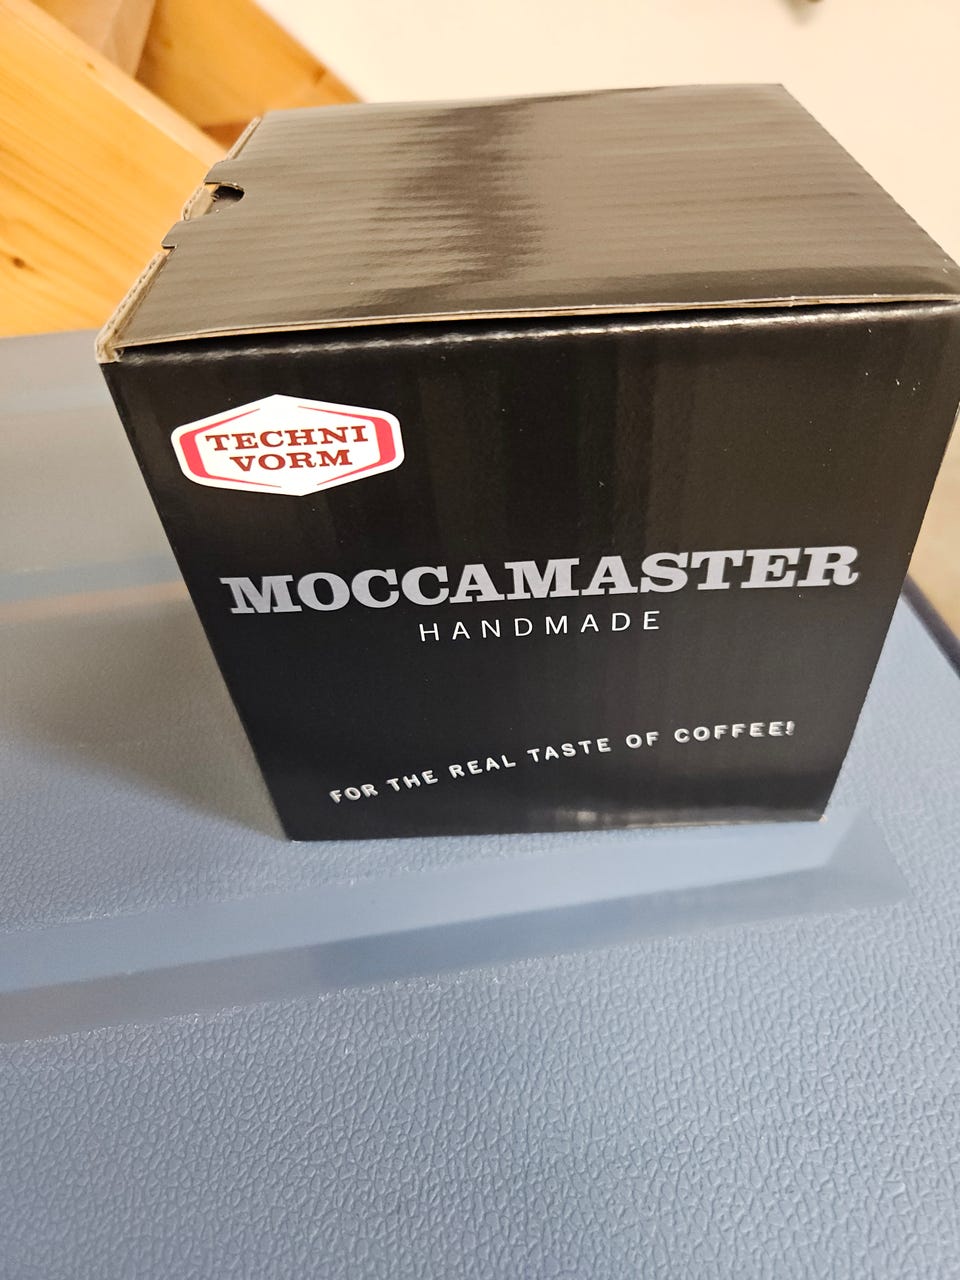 TECHNI
VORM
MOCCAMASTER
HANDMADE
FOR THE REAL TASTE OF COFFEE!